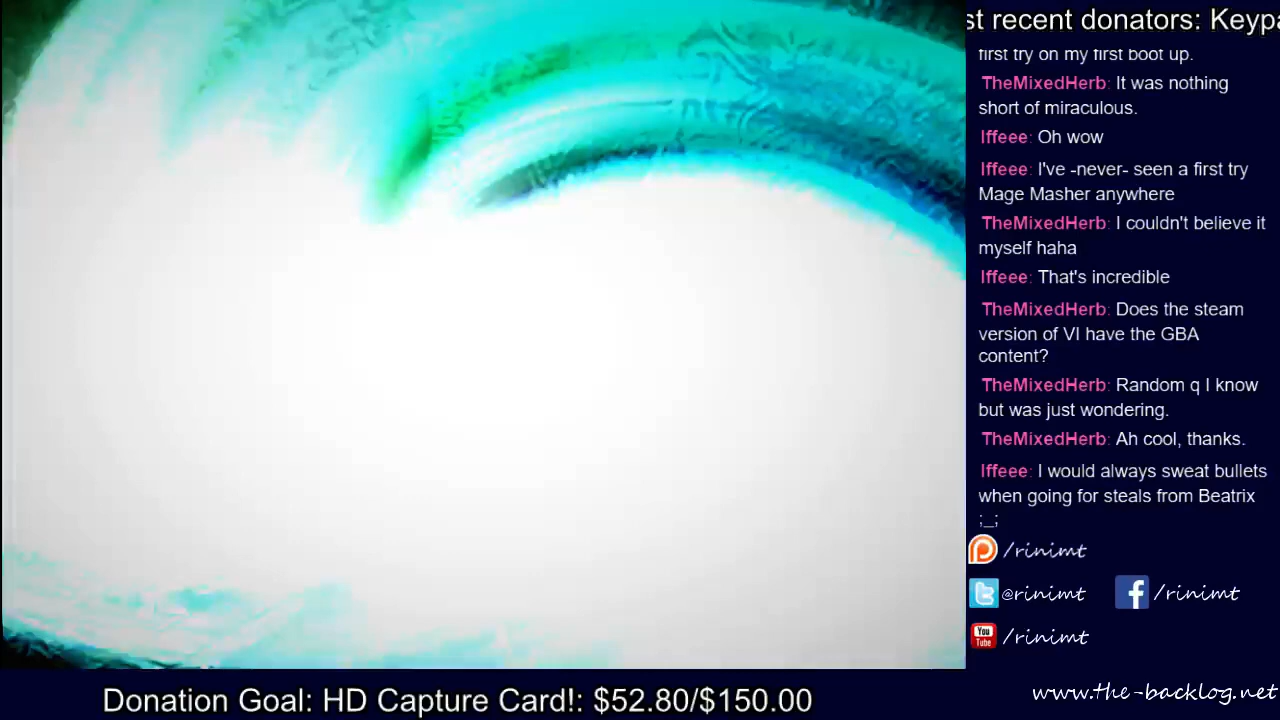 st recent donators: Keypa
first try on my first boot up.
TheMixedHerb: It was nothing
short of miraculous.
Iffeee: Oh wow
Iffeee: I've -never- seen a first try
Mage Masher anywhere
TheMixedHerb: I couldn't believe it
myself haha
Iffeee: That's incredible
TheMixedHerb: Does the steam
version of VI have the GBA
content?
TheMixedHerb: Random q I know
but was just wondering.
TheMixedHerb: Ah cool, thanks.
Iffeee: I would always sweat bullets
when going for steals from Beatrix
;_;
/rinimt
@rinimt /rinimt
You Tube /rinimt
Donation Goal: HD Capture Card!: $52.80/$150.00
www.the-backlog.net